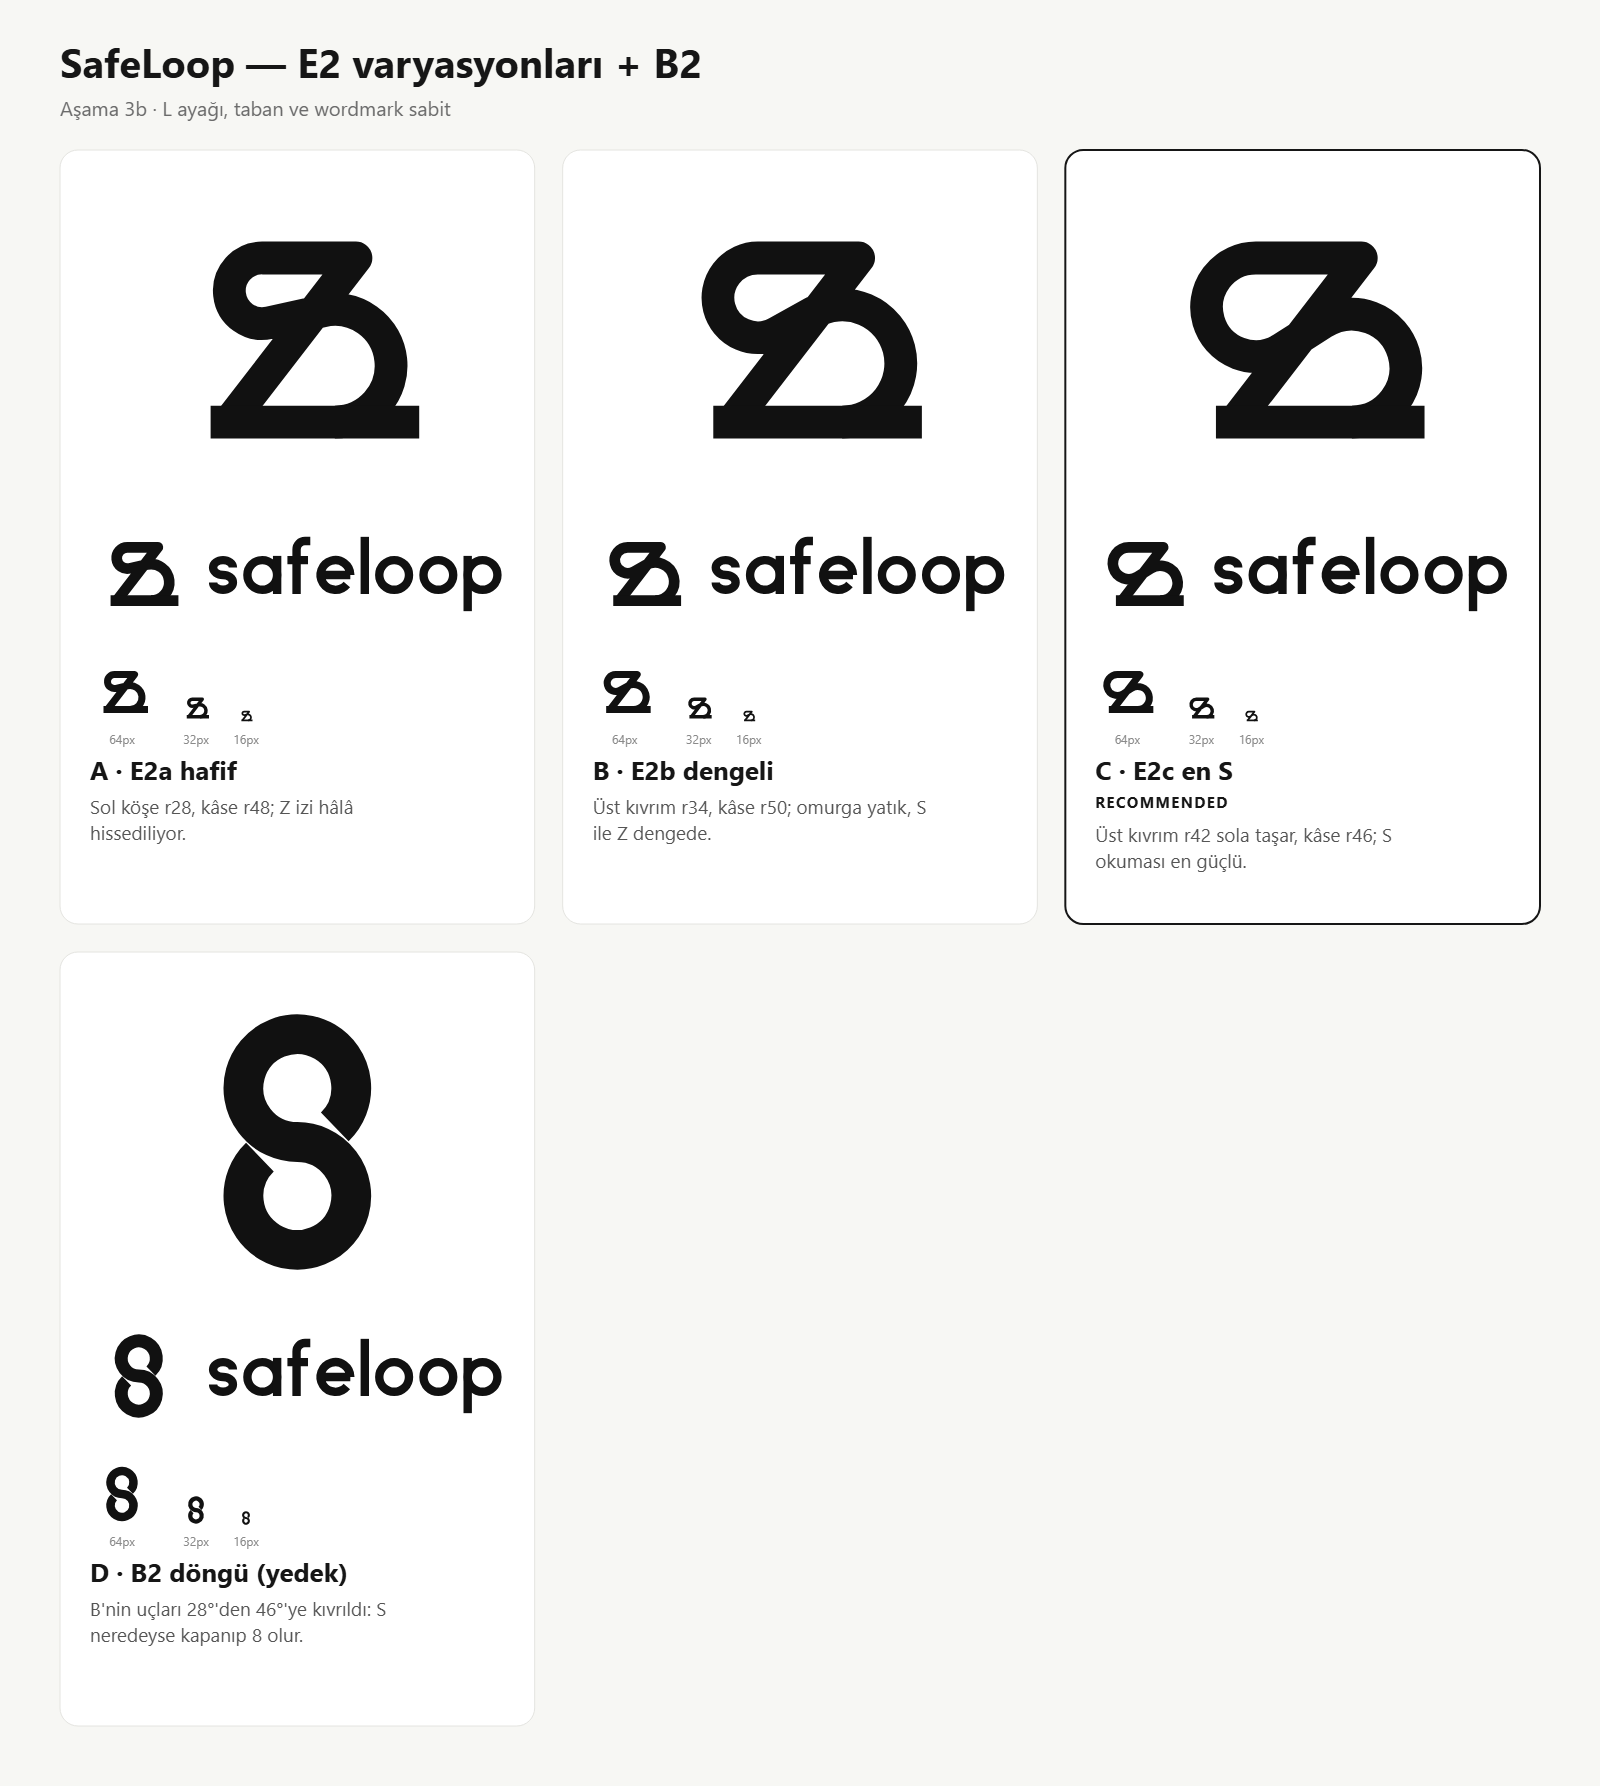 SafeLoop — E2 varyasyonları + B2
Aşama 3b · L ayağı, taban ve wordmark sabit
safeloop
64px 32px 16px
A · E2a hafif
Sol köşe r28, kâse r48; Z izi hâlâ
hissediliyor.
safeloop
64px 32px 16px
B · E2b dengeli
Üst kıvrım r34, kâse r50; omurga yatık, S
ile Z dengede.
safeloop
64px 32px 16px
C · E2c en S
RECOMMENDED
Üst kıvrım r42 sola taşar, kâse r46; S
okuması en güçlü.
safeloop
64px 32px 16px
D · B2 döngü (yedek)
B'nin uçları 28°'den 46°'ye kıvrıldı: S
neredeyse kapanıp 8 olur.